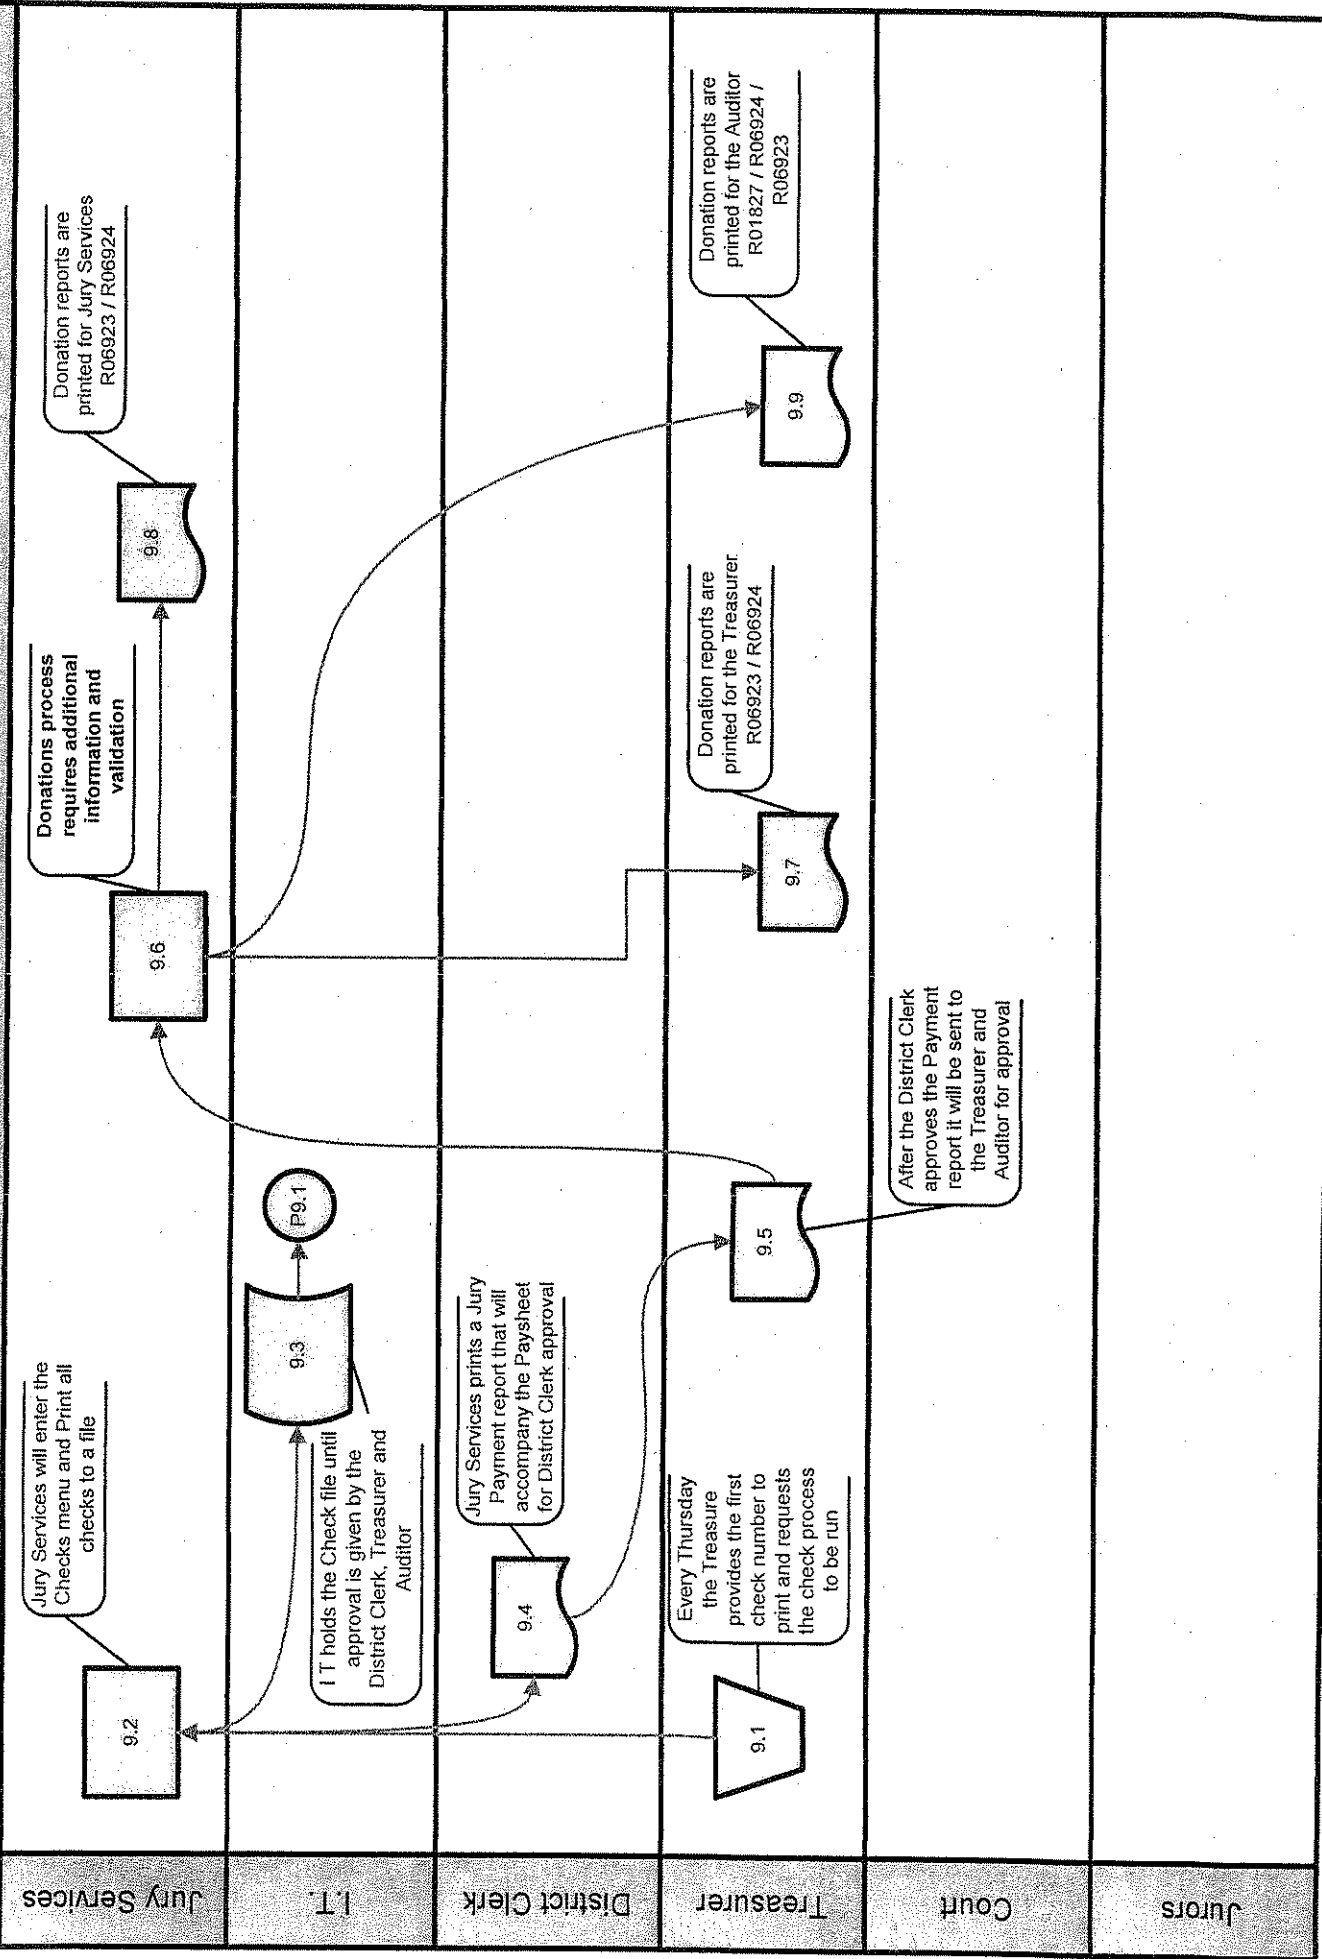 Jury Services
I.T.
District Clerk
Treasurer
Court
Jurors
9.2
Jury Services will enter the
Checks menu and Print all
checks to a file
9.6
Donations process
requires additional
information and
validation
9.8
Donation reports are
printed for Jury Services
R06923 / R06924
I T holds the Check file until
approval is given by the
District Clerk, Treasurer and
Auditor
9.3
P9.1
9.4
Jury Services prints a Jury
Payment report that will
accompany the Paysheet
for District Clerk approval
9.1
Every Thursday
the Treasure
provides the first
check number to
print and requests
the check process
to be run
9.5
9.7
Donation reports are
printed for the Treasurer
R06923 / R06924
9.9
Donation reports are
printed for the Auditor
R01827 / R06924 /
R06923
After the District Clerk
approves the Payment
report it will be sent to
the Treasurer and
Auditor for approval